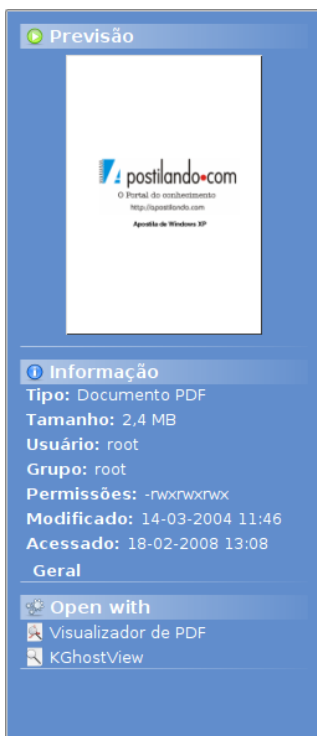 Previsão
Apostilando•com
O Portal do conhecimento
http://apostilando.com
Apostila de Windows XP
Informação
Tipo: Documento PDF
Tamanho: 2,4 MB
Usuário: root
Grupo: root
Permissões: -rwxrwxrwx
Modificado: 14-03-2004 11:46
Acessado: 18-02-2008 13:08
Geral
Open with
Visualizador de PDF
KGhostView